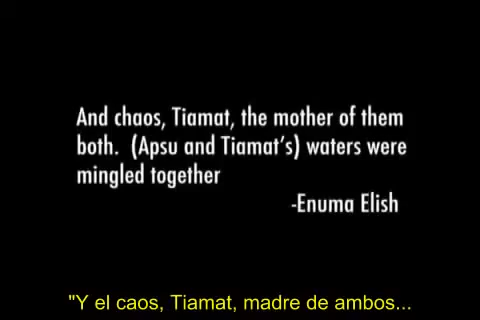 And chaos, Tiamat, the mother of them
both. (Apsu and Tiamat's) waters were
mingled together
-Enuma Elish
"Y el caos, Tiamat, madre de ambos...